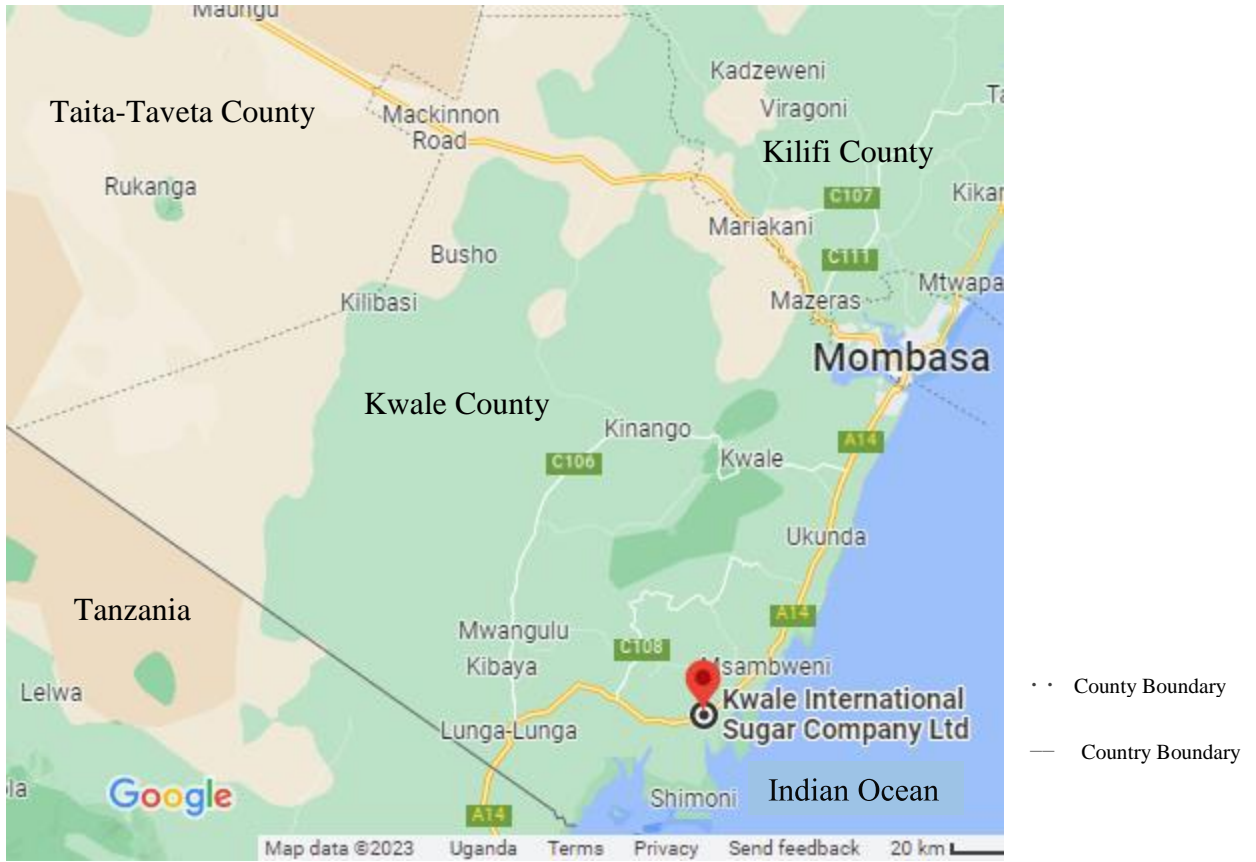 Maungu
Kadzeweni
Taita-Taveta County
Mackinnon
Road
Viragoni
Kilifi County
Rukanga
C107
Mariakani
Busho
C111
Mtwapa
Kilibasi
Mazeras
Mombasa
Kwale County
Kinango
A14
C106
Kwale
Ukunda
Tanzania
A14
Mwangulu
C108
Kibaya
Msambweni
Lelwa
Kwale International
Sugar Company Ltd
Lunga-Lunga
Shimoni
Indian Ocean
Google
A14
Map data ©2023 Uganda Terms Privacy Send feedback 20 km
County Boundary
Country Boundary